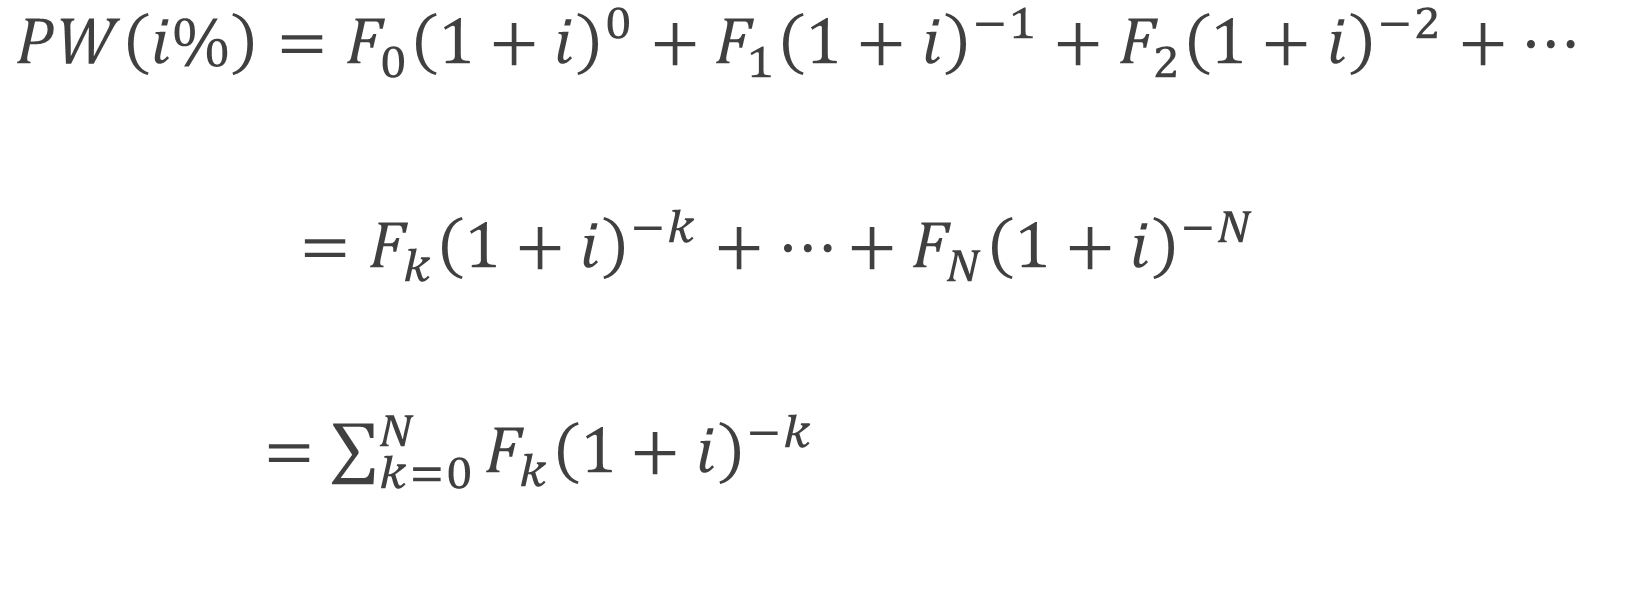 PW(i%) = F₀(1 + i)⁰ + F₁(1 + i)⁻¹ + F₂(1 + i)⁻² + ⋯
= Fₖ(1 + i)⁻ᵏ + ⋯ + F_N(1 + i)⁻ᴺ
= ∑ᴺₖ₌₀ Fₖ(1 + i)⁻ᵏ